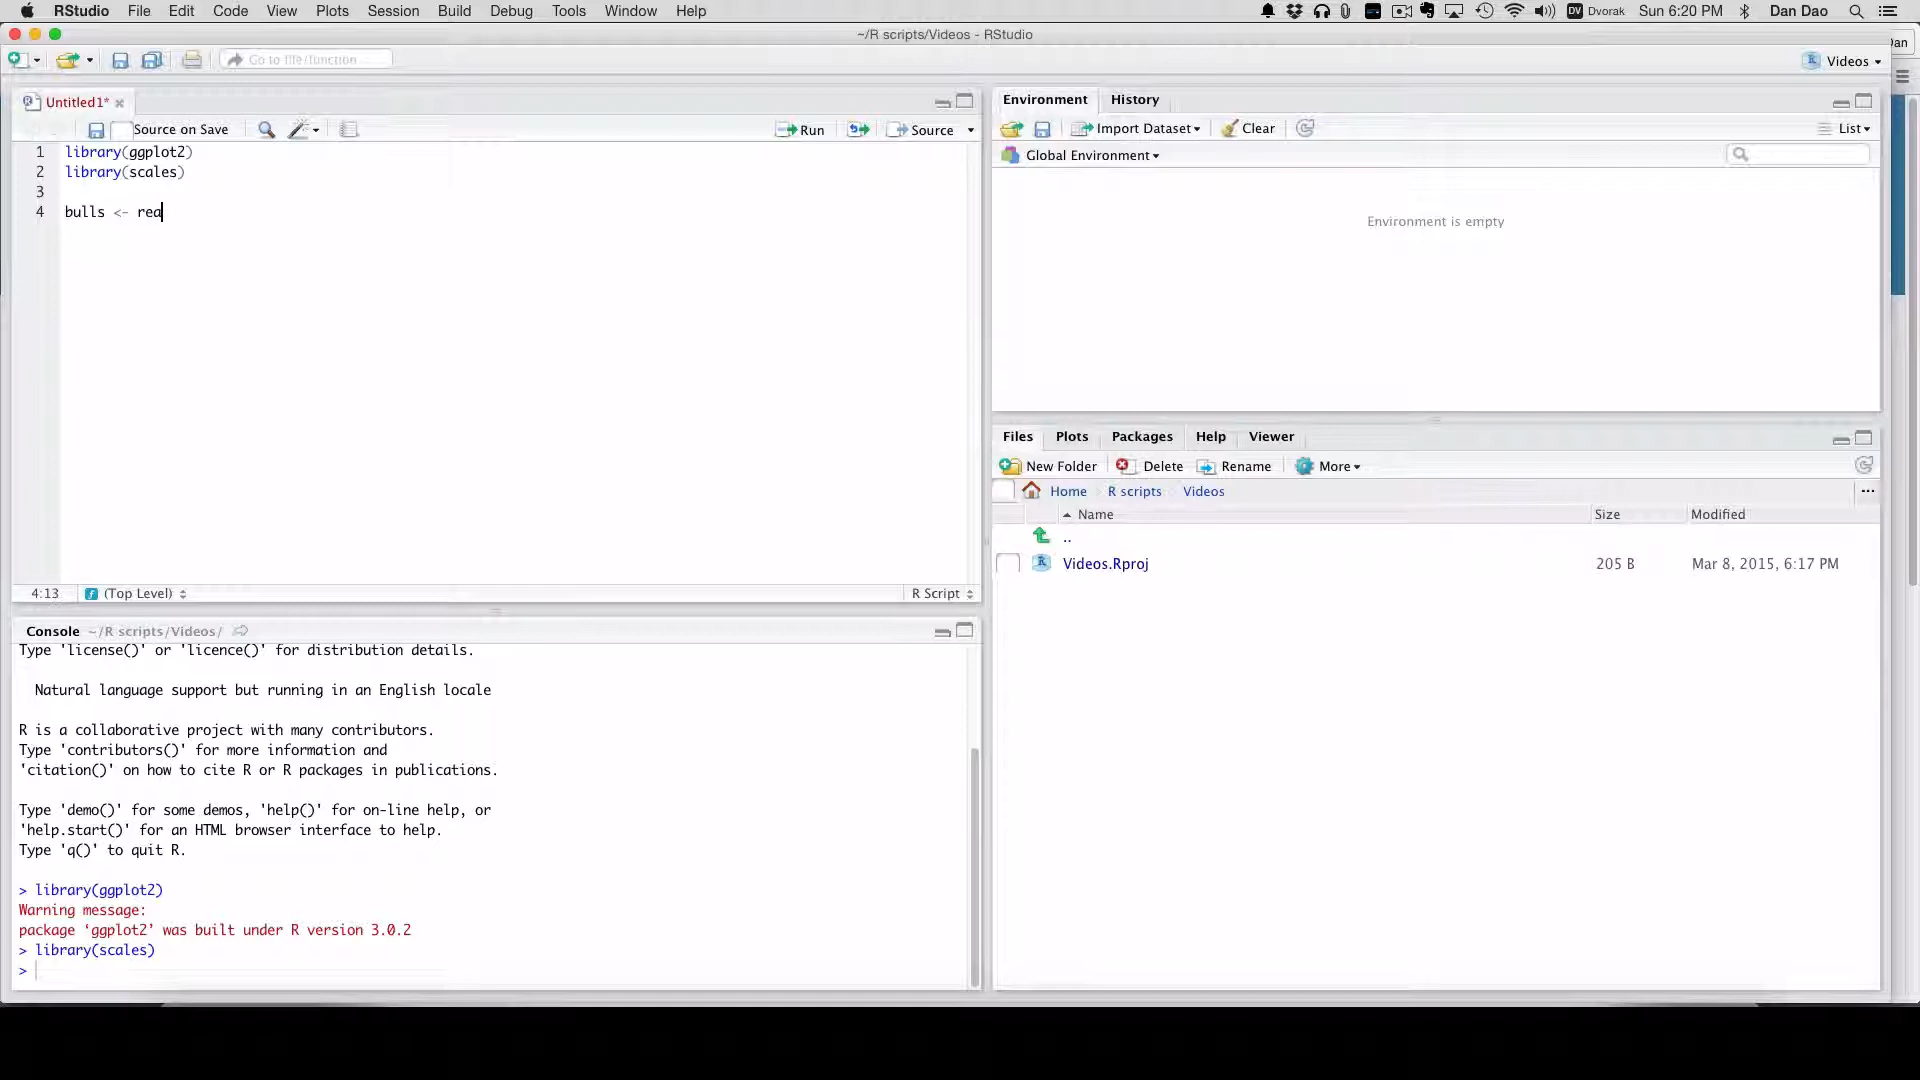 RStudio File Edit Code View Plots Session Build Debug Tools Window Help DV Dvorak Sun 6:20 PM Dan Dao
~/R scripts/Videos - RStudio
Go to file/function
Videos
Untitled1*
Source on Save Run Source
1 library(ggplot2)
2 library(scales)
3
4 bulls <- rea
4:13 (Top Level) R Script
Console ~/R scripts/Videos/
Type 'license()' or 'licence()' for distribution details.
Natural language support but running in an English locale
R is a collaborative project with many contributors.
Type 'contributors()' for more information and
'citation()' on how to cite R or R packages in publications.
Type 'demo()' for some demos, 'help()' for on-line help, or
'help.start()' for an HTML browser interface to help.
Type 'q()' to quit R.
> library(ggplot2)
Warning message:
package ‘ggplot2’ was built under R version 3.0.2
> library(scales)
>
Environment History
Import Dataset Clear List
Global Environment
Environment is empty
Files Plots Packages Help Viewer
New Folder Delete Rename More
Home R scripts Videos ...
Name Size Modified
..
Videos.Rproj 205 B Mar 8, 2015, 6:17 PM